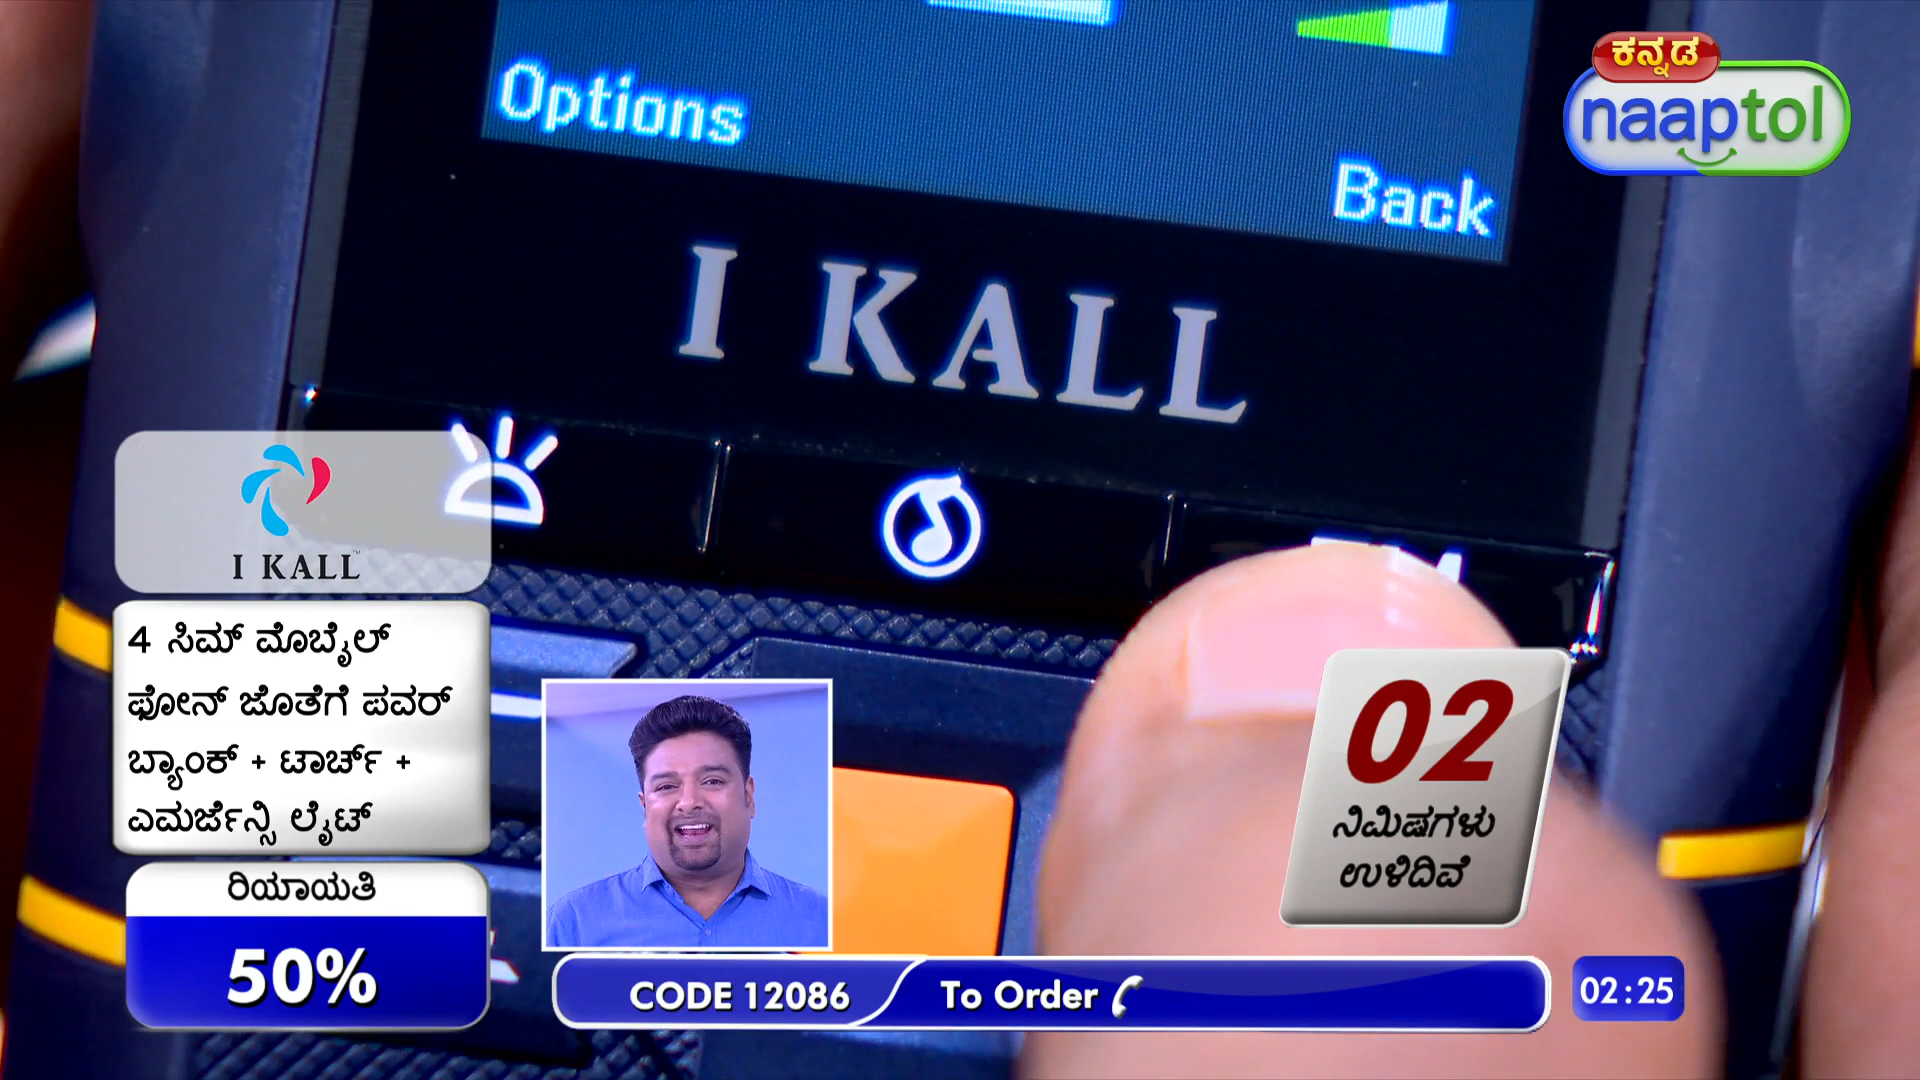 Options
Back
ಕನ್ನಡ
naaptol
I KALL
I KALL
4 ಸಿಮ್ ಮೊಬೈಲ್
ಫೋನ್ ಜೊತೆಗೆ ಪವರ್
ಬ್ಯಾಂಕ್ + ಟಾರ್ಚ್ +
ಎಮರ್ಜೆನ್ಸಿ ಲೈಟ್
ರಿಯಾಯತಿ
50%
02
ನಿಮಿಷಗಳು
ಉಳಿದಿವೆ
CODE 12086
To Order
02:25